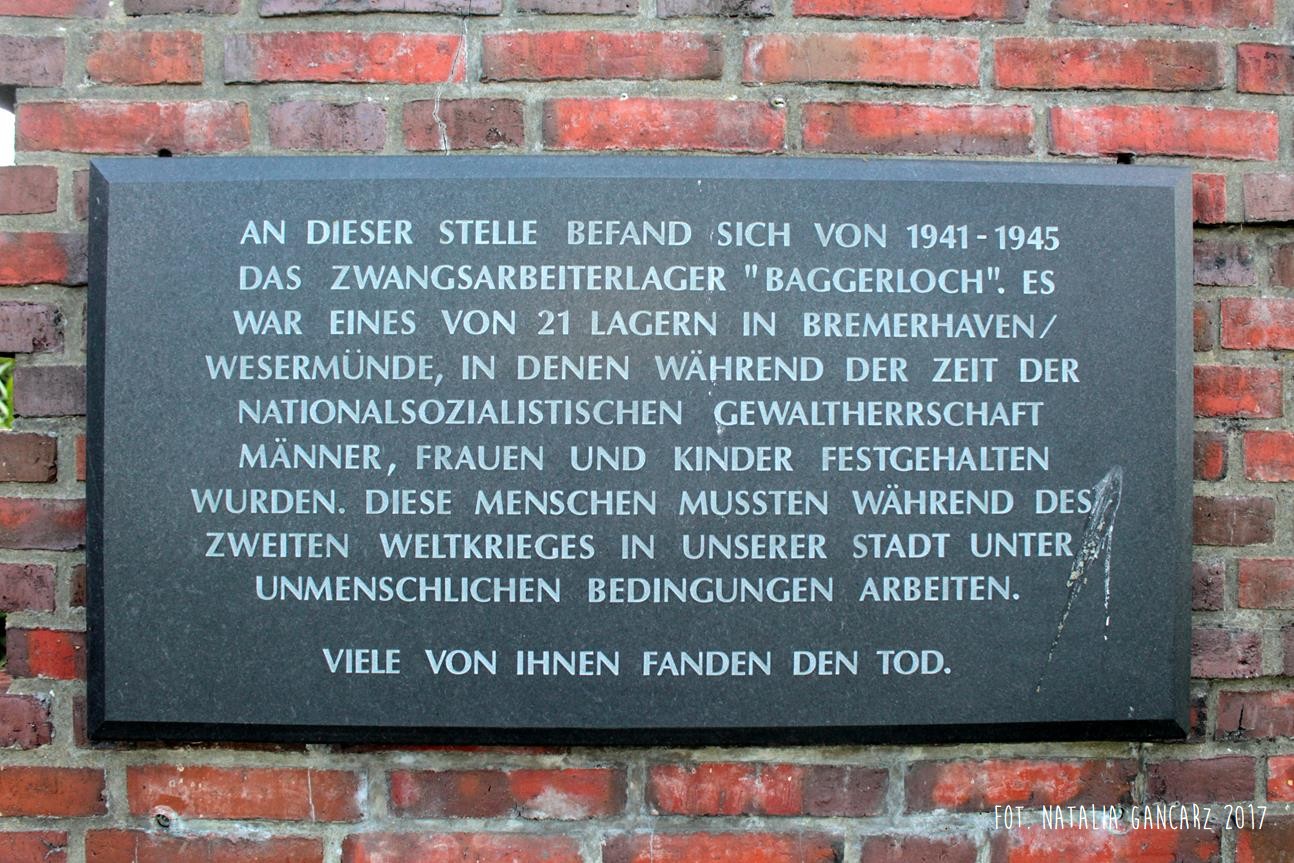 AN DIESER STELLE BEFAND SICH VON 1941-1945
DAS ZWANGSARBEITERLAGER "BAGGERLOCH". ES
WAR EINES VON 21 LAGERN IN BREMERHAVEN/
WESERMÜNDE, IN DENEN WÄHREND DER ZEIT DER
NATIONALSOZIALISTISCHEN GEWALTHERRSCHAFT
MÄNNER, FRAUEN UND KINDER FESTGEHALTEN
WURDEN. DIESE MENSCHEN MUSSTEN WÄHREND DES
ZWEITEN WELTKRIEGES IN UNSERER STADT UNTER
UNMENSCHLICHEN BEDINGUNGEN ARBEITEN.
VIELE VON IHNEN FANDEN DEN TOD.
FOT. NATALIA GANCARZ 2017